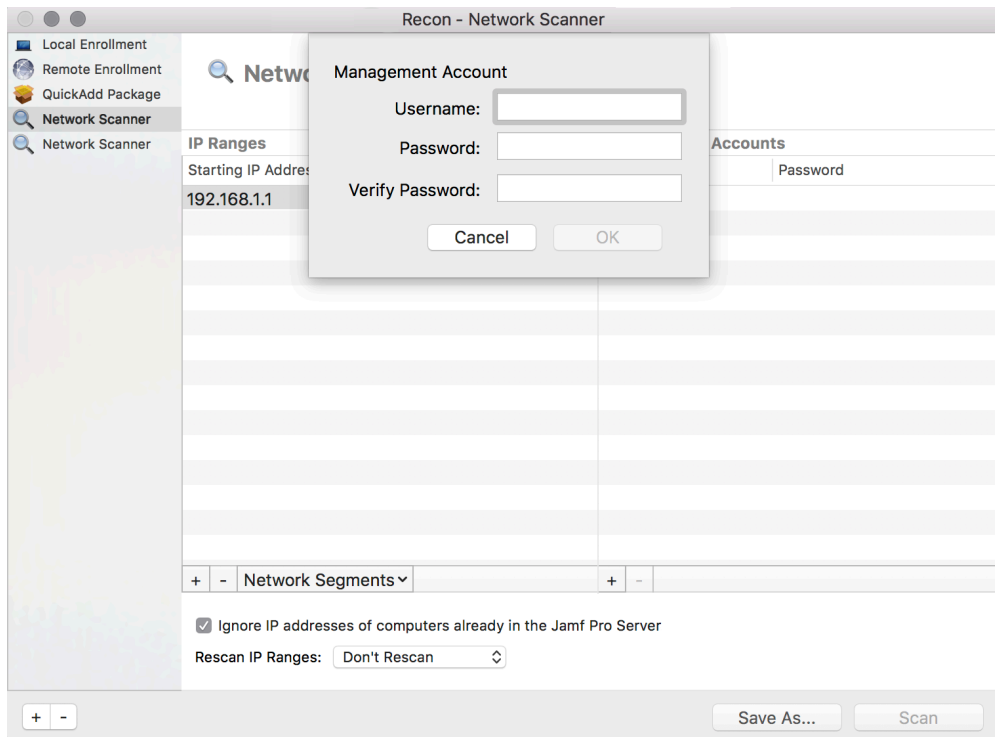 Recon - Network Scanner
Local Enrollment
Remote Enrollment
QuickAdd Package
Network Scanner
Network Scanner
Netwo
Management Account
Username:
Password:
Verify Password:
Cancel OK
IP Ranges Accounts
Starting IP Addres Password
192.168.1.1
+ - Network Segments + -
Ignore IP addresses of computers already in the Jamf Pro Server
Rescan IP Ranges: Don't Rescan
+ - Save As... Scan